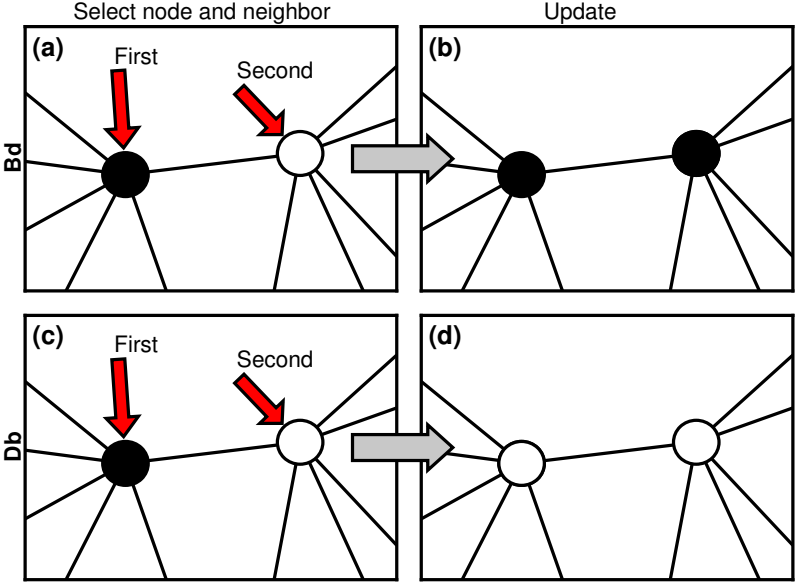 Select node and neighbor
Update
(a)
First
Second
(b)
Bd
(c)
First
Second
(d)
Db